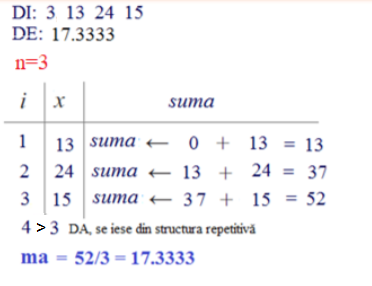 DI: 3 13 24 15
DE: 17.3333
n=3
i x suma
1 13 suma ← 0 + 13 = 13
2 24 suma ← 13 + 24 = 37
3 15 suma ← 37 + 15 = 52
4 > 3 DA, se iese din structura repetitivă
ma = 52/3 = 17.3333